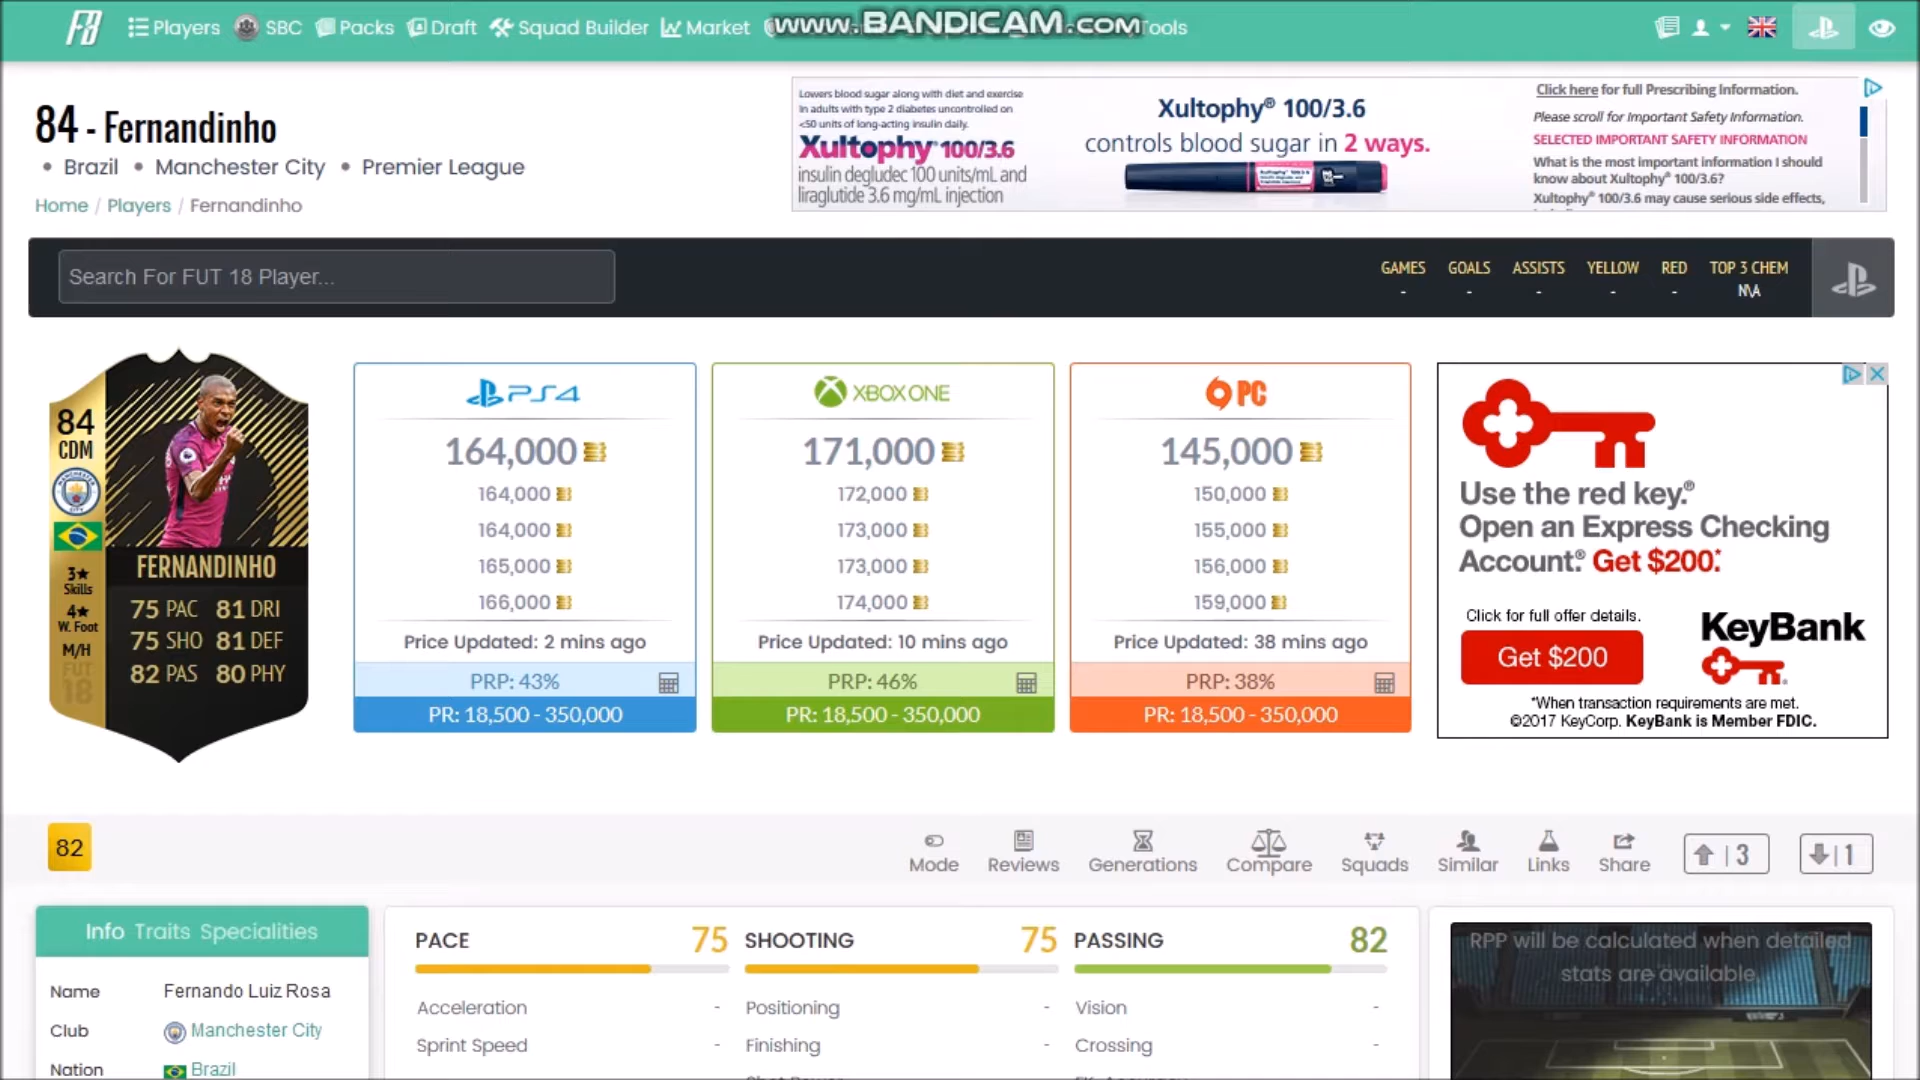 Players SBC Packs Draft Squad Builder Market Tools
www.BANDICAM.com
84 - Fernandinho
• Brazil • Manchester City • Premier League
Home / Players / Fernandinho
Lowers blood sugar along with diet and exercise
in adults with type 2 diabetes uncontrolled on
<50 units of long-acting insulin daily.
Xultophy® 100/3.6
insulin degludec 100 units/mL and
liraglutide 3.6 mg/mL injection
Xultophy® 100/3.6
controls blood sugar in 2 ways.
Click here for full Prescribing Information.
Please scroll for Important Safety Information.
SELECTED IMPORTANT SAFETY INFORMATION
What is the most important information I should
know about Xultophy® 100/3.6?
Xultophy® 100/3.6 may cause serious side effects,
Search For FUT 18 Player...
GAMES GOALS ASSISTS YELLOW RED TOP 3 CHEM
- - - - - N\A
84
CDM
MANCHESTER CITY
3★
Skills
4★
W. Foot
M/H
FUT
18
FERNANDINHO
75 PAC 81 DRI
75 SHO 81 DEF
82 PAS 80 PHY
PS4
164,000
164,000
164,000
165,000
166,000
Price Updated: 2 mins ago
PRP: 43%
PR: 18,500 - 350,000
XBOX ONE
171,000
172,000
173,000
173,000
174,000
Price Updated: 10 mins ago
PRP: 46%
PR: 18,500 - 350,000
PC
145,000
150,000
155,000
156,000
159,000
Price Updated: 38 mins ago
PRP: 38%
PR: 18,500 - 350,000
Use the red key.®
Open an Express Checking
Account.® Get $200.*
Click for full offer details.
Get $200
KeyBank
*When transaction requirements are met.
©2017 KeyCorp. KeyBank is Member FDIC.
82
Mode Reviews Generations Compare Squads Similar Links Share | 3 | 1
Info Traits Specialities
Name Fernando Luiz Rosa
Club Manchester City
Nation Brazil
PACE 75
Acceleration -
Sprint Speed -
SHOOTING 75
Positioning -
Finishing -
PASSING 82
Vision -
Crossing -
RPP will be calculated when detailed
stats are available.